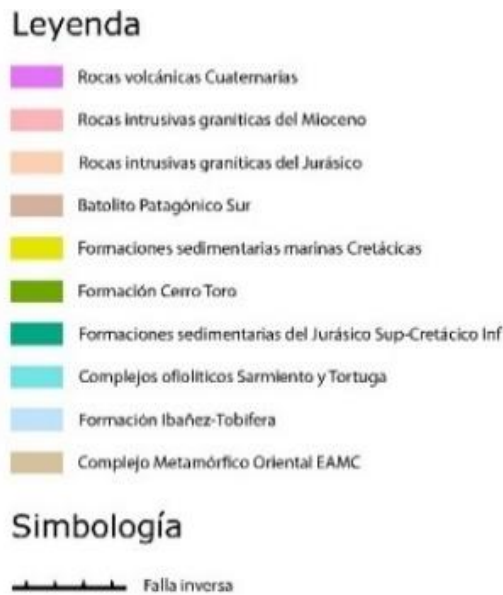 Leyenda
Rocas volcánicas Cuaternarias
Rocas intrusivas graníticas del Mioceno
Rocas intrusivas graníticas del Jurásico
Batolito Patagónico Sur
Formaciones sedimentarias marinas Cretácicas
Formación Cerro Toro
Formaciones sedimentarias del Jurásico Sup-Cretácico Inf
Complejos ofiolíticos Sarmiento y Tortuga
Formación Ibañez-Tobifera
Complejo Metamórfico Oriental EAMC
Simbología
Falla inversa